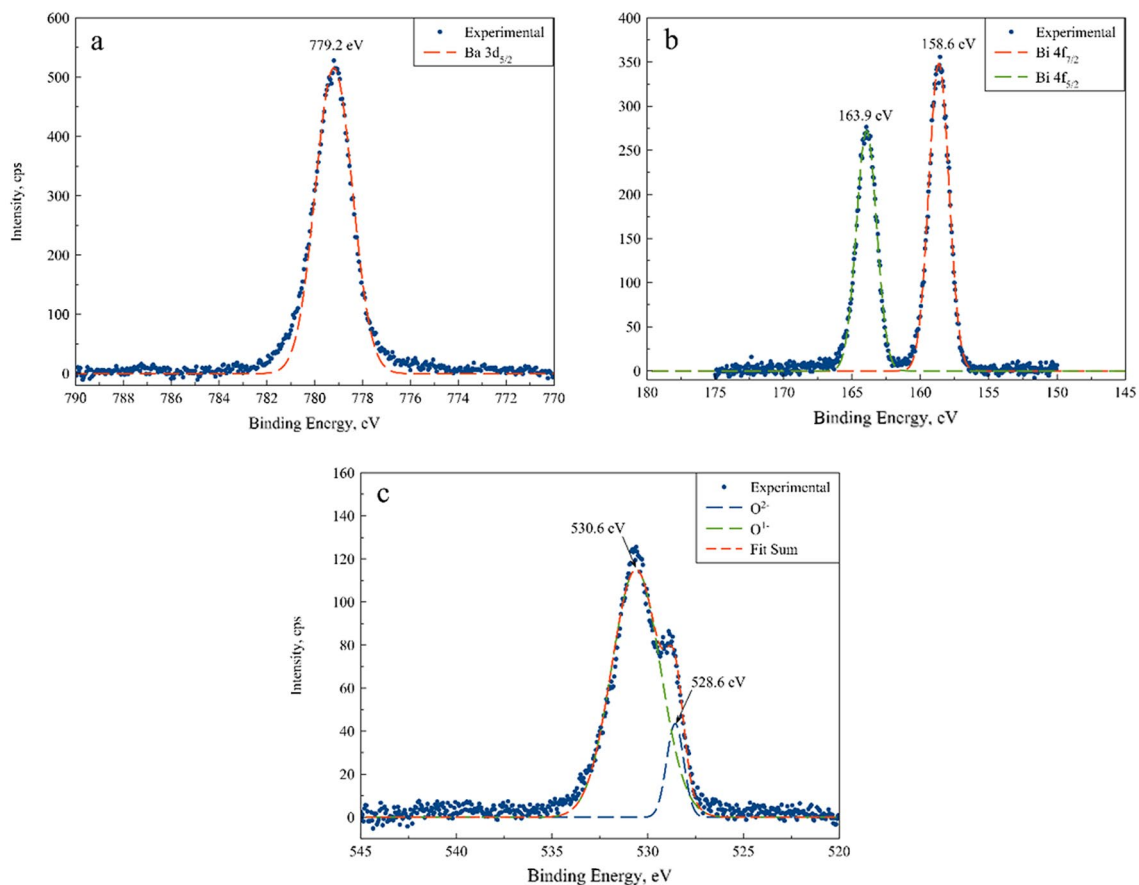 a
779.2 eV
Experimental
Ba 3d5/2
600
500
400
300
200
100
0
Intensity, cps
790 788 786 784 782 780 778 776 774 772 770
Binding Energy, eV
b
158.6 eV
163.9 eV
Experimental
Bi 4f7/2
Bi 4f5/2
400
350
300
250
200
150
100
50
0
180 175 170 165 160 155 150 145
Binding Energy, eV
c
530.6 eV
528.6 eV
Experimental
O2-
O1-
Fit Sum
160
140
120
100
80
60
40
20
0
Intensity, cps
545 540 535 530 525 520
Binding Energy, eV